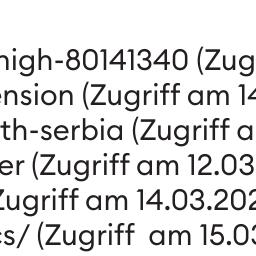 high-80141340 (Zug
ension (Zugriff am 14
th-serbia (Zugriff a
er (Zugriff am 12.03
Zugriff am 14.03.202
cs/ (Zugriff  am 15.03